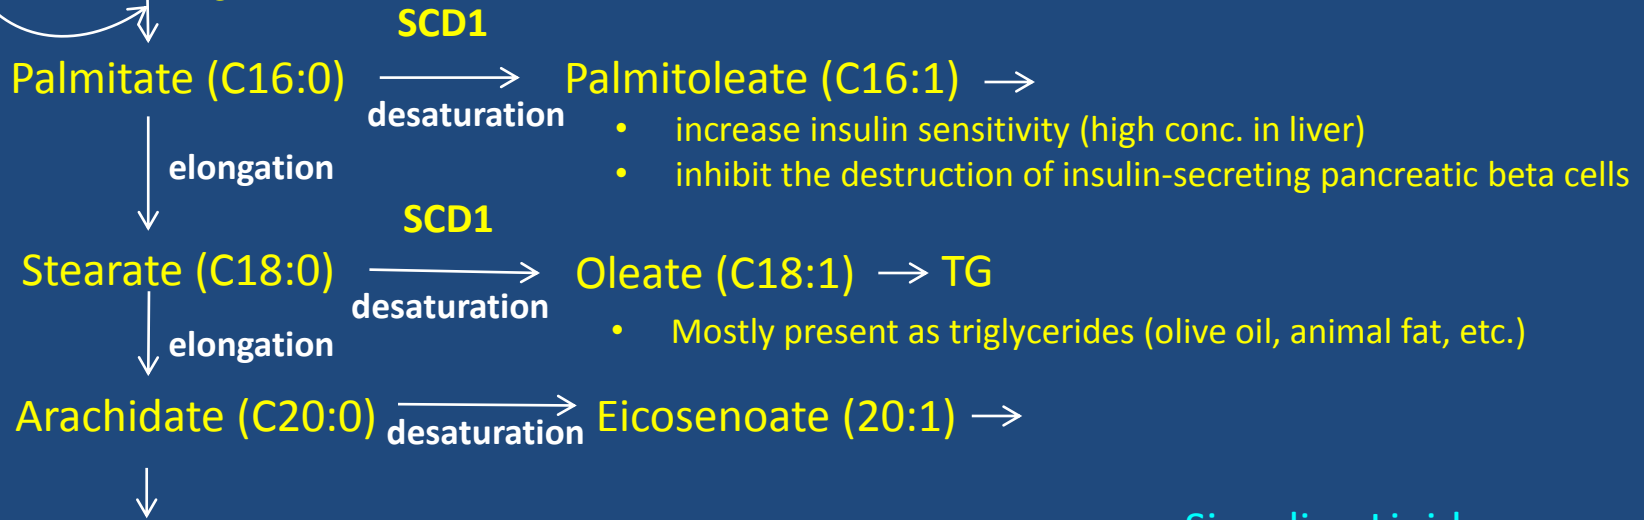 SCD1
Palmitate (C16:0) → Palmitoleate (C16:1) →
desaturation
• increase insulin sensitivity (high conc. in liver)
elongation
• inhibit the destruction of insulin-secreting pancreatic beta cells
SCD1
Stearate (C18:0) → Oleate (C18:1) → TG
desaturation
• Mostly present as triglycerides (olive oil, animal fat, etc.)
elongation
Arachidate (C20:0) → Eicosenoate (20:1) →
desaturation